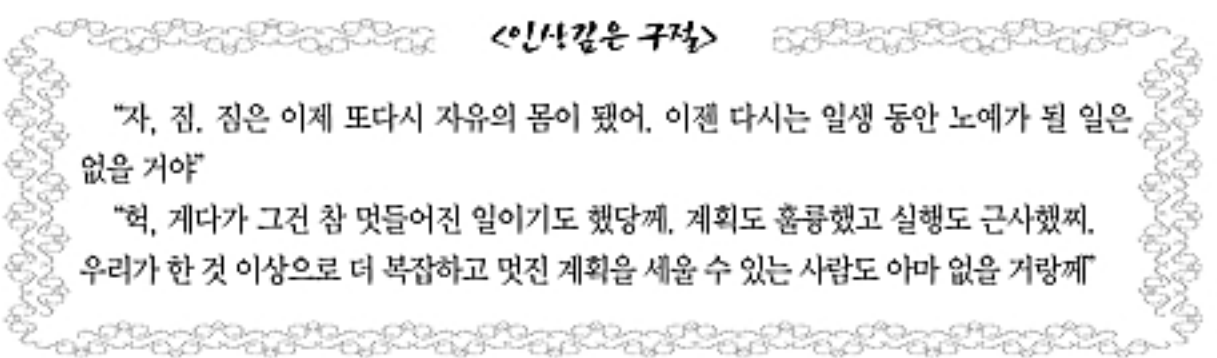 <인상깊은 구절>
"자, 짐. 짐은 이제 또다시 자유의 몸이 됐어. 이젠 다시는 일생 동안 노예가 될 일은
없을 거야"
"헉, 게다가 그건 참 멋들어진 일이기도 했당께. 계획도 훌륭했고 실행도 근사했찌.
우리가 한 것 이상으로 더 복잡하고 멋진 계획을 세울 수 있는 사람도 아마 없을 거랑께"